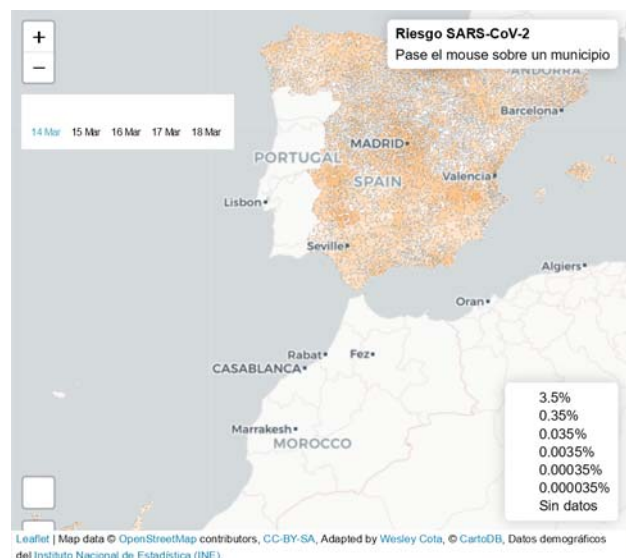 +
−
Riesgo SARS-CoV-2
Pase el mouse sobre un municipio
14 Mar 15 Mar 16 Mar 17 Mar 18 Mar
ANDORRA
Barcelona
MADRID
PORTUGAL
Valencia
SPAIN
Lisbon
Seville
Algiers
Oran
Rabat
Fez
CASABLANCA
Marrakesh
MOROCCO
3.5%
0.35%
0.035%
0.0035%
0.00035%
0.000035%
Sin datos
Leaflet | Map data © OpenStreetMap contributors, CC-BY-SA, Adapted by Wesley Cota, © CartoDB, Datos demográficos
del Instituto Nacional de Estadística (INE)